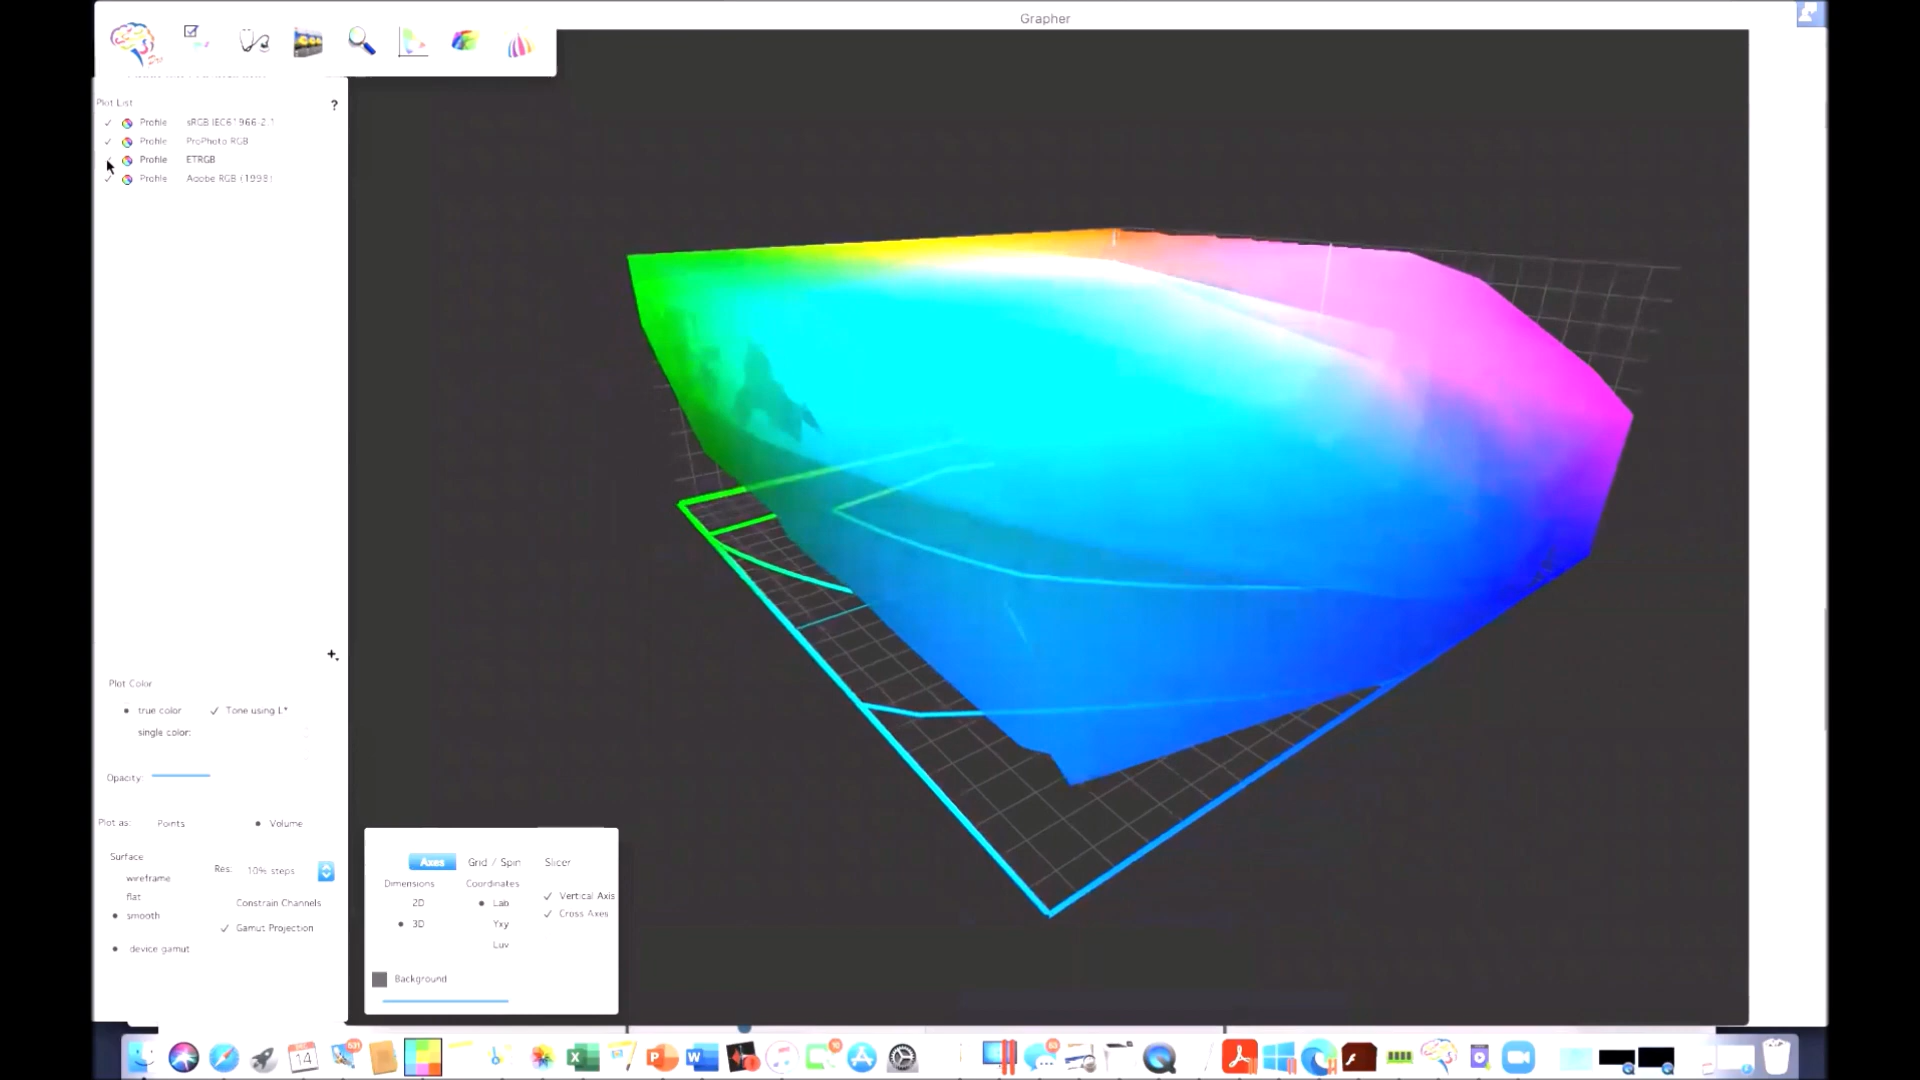 Grapher
Plot List
?
✓ Profile sRGB IEC61966-2.1
✓ Profile ProPhoto RGB
Profile ETRGB
✓ Profile Adobe RGB (1998)
Plot Color
true color ✓ Tone using L*
single color:
Opacity:
Plot as: Points Volume
Surface
Res: 10% steps
wireframe
flat
Constrain Channels
smooth
✓ Gamut Projection
device gamut
Axes Grid / Spin Slicer
Dimensions Coordinates
✓ Vertical Axis
2D Lab
✓ Cross Axes
3D Yxy
Luv
Background
14